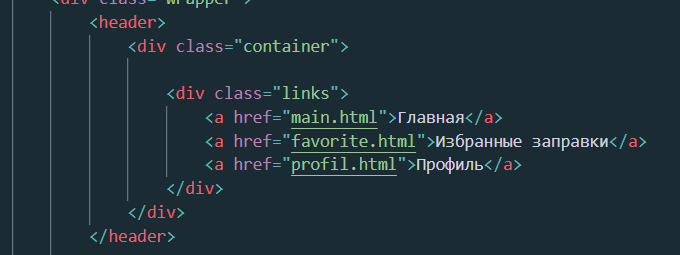 <div class="wrapper">
<header>
<div class="container">
<div class="links">
<a href="main.html">Главная</a>
<a href="favorite.html">Избранные заправки</a>
<a href="profil.html">Профиль</a>
</div>
</div>
</header>